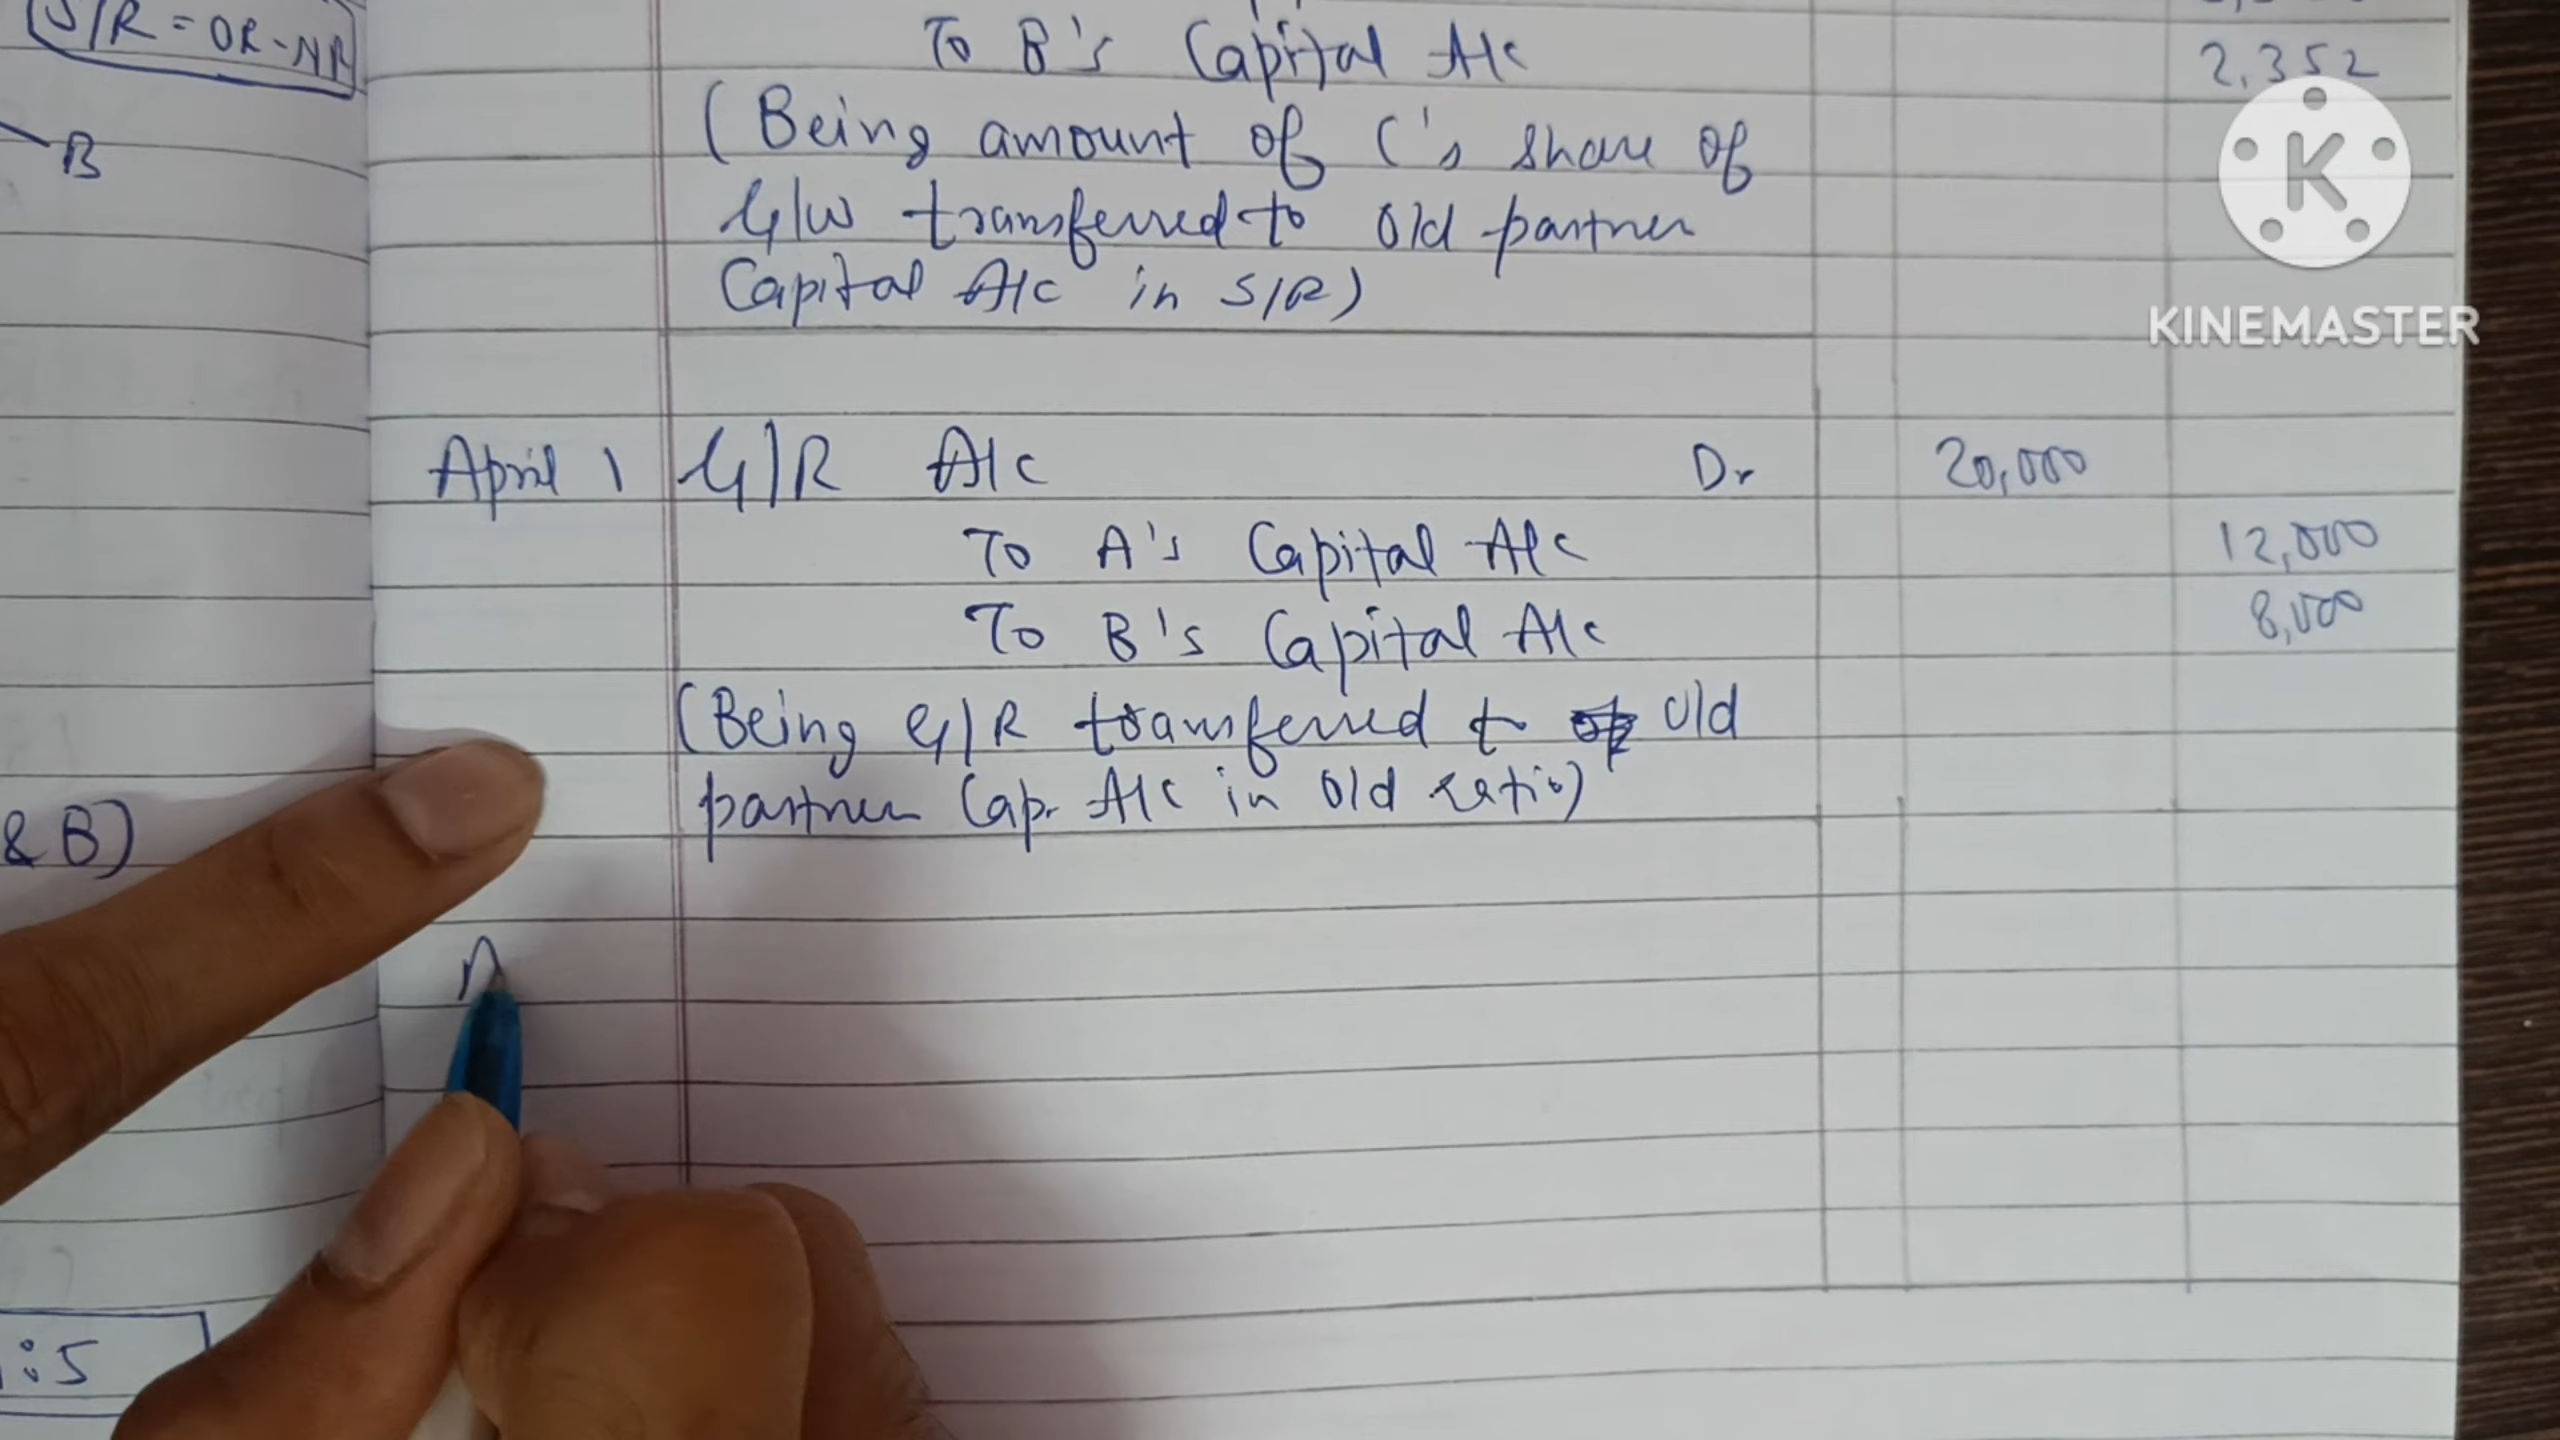 S/R = OR-NR
To B's Capital A/c 2,352
B
(Being amount of C's share of
G/W transferred to Old partner
Capital A/c in S/R)
KINEMASTER
April 1 G/R A/c Dr 20,000
To A's Capital A/c 12,000
To B's Capital A/c 8,000
(Being G/R transferred to Old
partner Cap. A/c in Old ratio)
& B)
:5